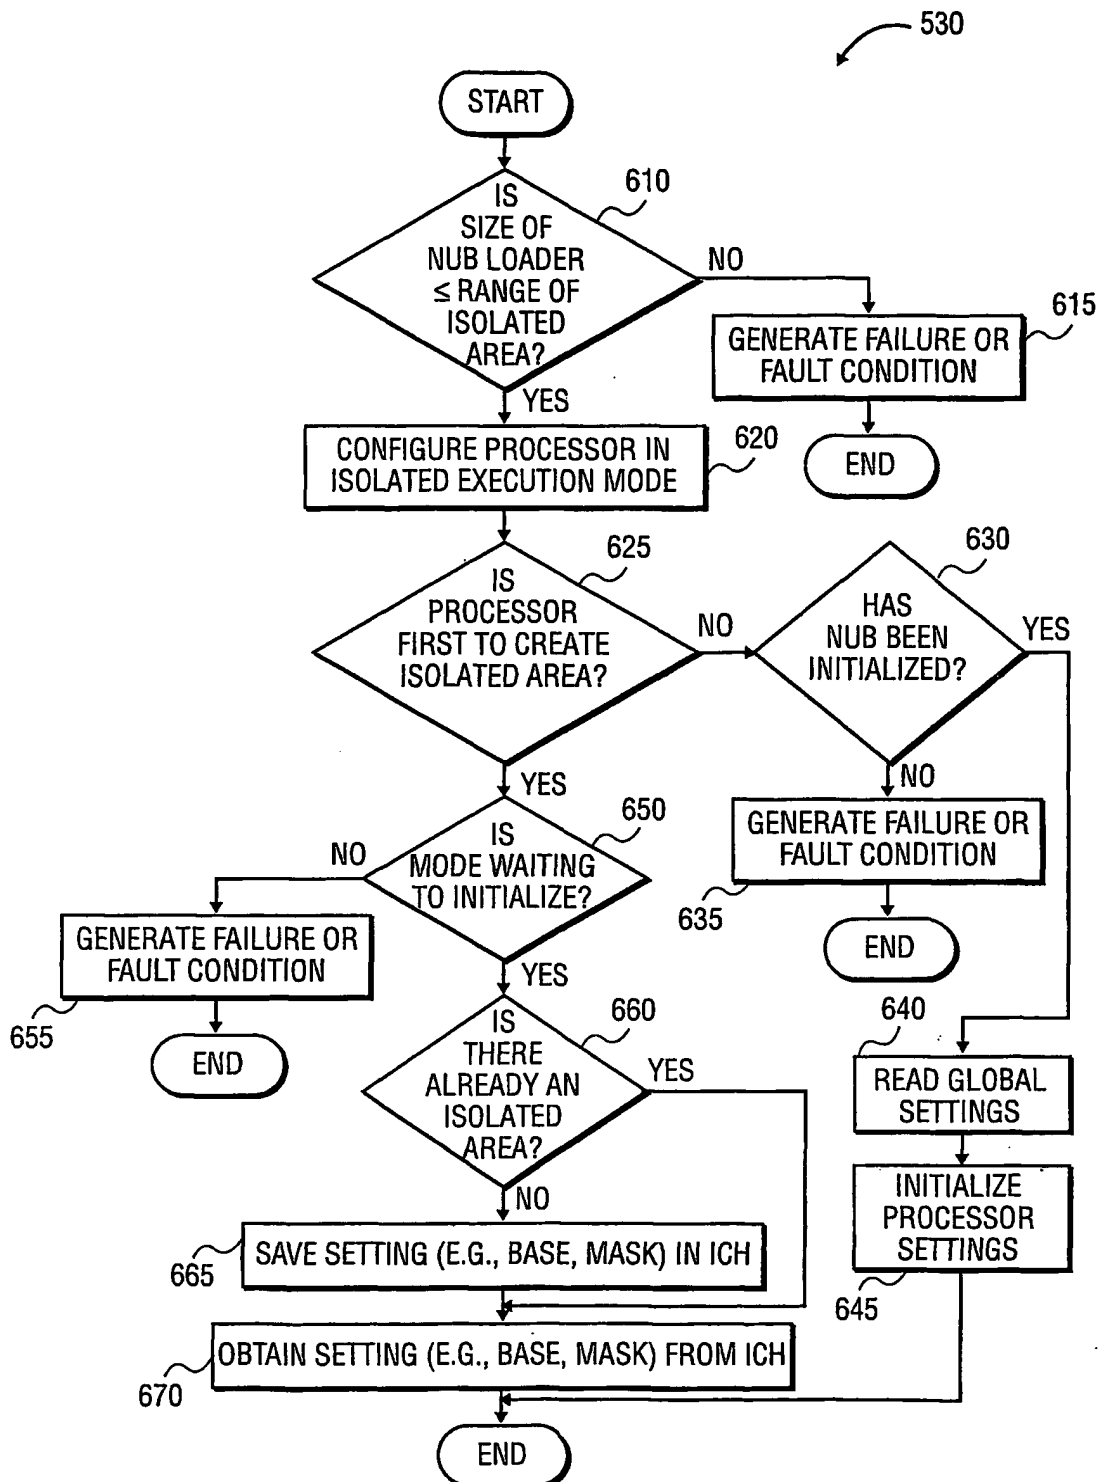 530
START
610
IS
SIZE OF
NUB LOADER
≤ RANGE OF
ISOLATED
AREA?
NO
615
GENERATE FAILURE OR
FAULT CONDITION
END
YES
620
CONFIGURE PROCESSOR IN
ISOLATED EXECUTION MODE
625
IS
PROCESSOR
FIRST TO CREATE
ISOLATED AREA?
NO
630
HAS
NUB BEEN
INITIALIZED?
YES
NO
GENERATE FAILURE OR
FAULT CONDITION
635
END
YES
650
IS
MODE WAITING
TO INITIALIZE?
NO
GENERATE FAILURE OR
FAULT CONDITION
655
END
YES
660
IS
THERE
ALREADY AN
ISOLATED
AREA?
YES
640
READ GLOBAL
SETTINGS
INITIALIZE
PROCESSOR
SETTINGS
645
NO
SAVE SETTING (E.G., BASE, MASK) IN ICH
665
OBTAIN SETTING (E.G., BASE, MASK) FROM ICH
670
END